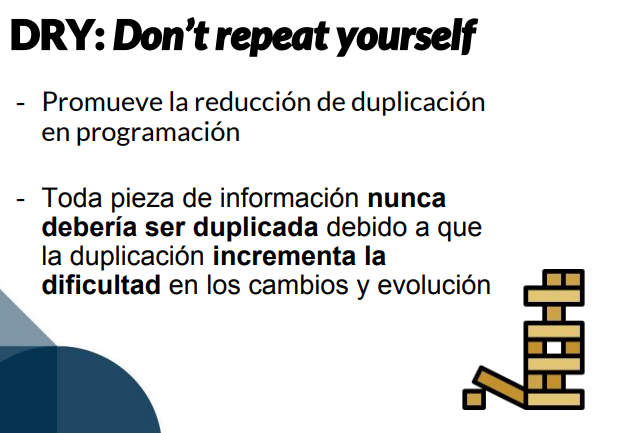 DRY: Don't repeat yourself
- Promueve la reducción de duplicación
en programación
- Toda pieza de información nunca
debería ser duplicada debido a que
la duplicación incrementa la
dificultad en los cambios y evolución